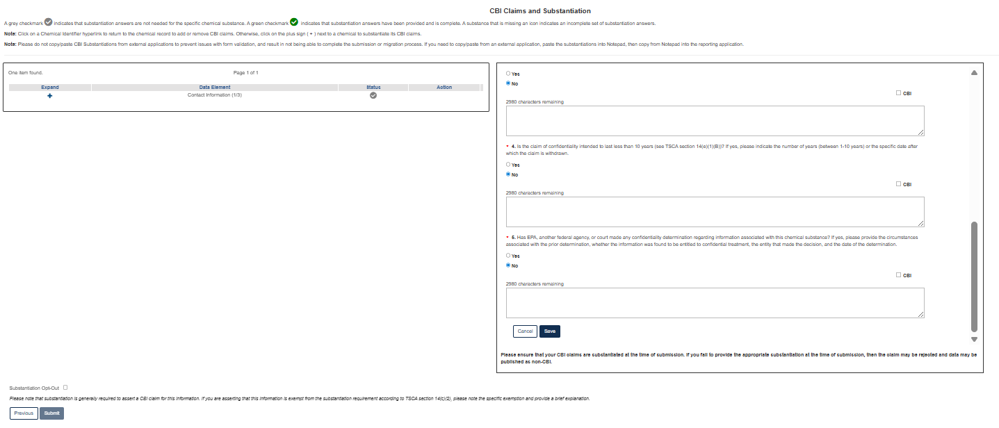 CBI Claims and Substantiation
A grey checkmark indicates that substantiation answers are not needed for the specific chemical substance. A green checkmark indicates that substantiation answers have been provided and is complete. A substance that is missing an icon indicates an incomplete set of substantiation answers.
Note: Click on a Chemical Identifier hyperlink to return to the chemical record to add or remove CBI claims. Otherwise, click on the plus sign ( + ) next to a chemical to substantiate its CBI claims.
Note: Please do not copy/paste CBI Substantiations from external applications to prevent issues with form validation, and result in not being able to complete the submission or migration process. If you need to copy/paste from an external application, paste the substantiations into Notepad, then copy from Notepad into the reporting application.
One item found. Page 1 of 1
Expand Data Element Status Action
Contact Information (1/3)
Yes
No
CBI
2980 characters remaining
* 4. Is the claim of confidentiality intended to last less than 10 years (see TSCA section 14(e)(1)(B))? If yes, please indicate the number of years (between 1-10 years) or the specific date after
which the claim is withdrawn.
Yes
No
CBI
2980 characters remaining
* 5. Has EPA, another federal agency, or court made any confidentiality determination regarding information associated with this chemical substance? If yes, please provide the circumstances
associated with the prior determination, whether the information was found to be entitled to confidential treatment, the entity that made the decision, and the date of the determination.
Yes
No
CBI
2980 characters remaining
Cancel Save
Please ensure that your CBI claims are substantiated at the time of submission. If you fail to provide the appropriate substantiation at the time of submission, then the claim may be rejected and data may be
published as non-CBI.
Substantiation Opt-Out
Please note that substantiation is generally required to assert a CBI claim for this information. If you are asserting that this information is exempt from the substantiation requirement according to TSCA section 14(c)(2), please note the specific exemption and provide a brief explanation.
Previous Submit